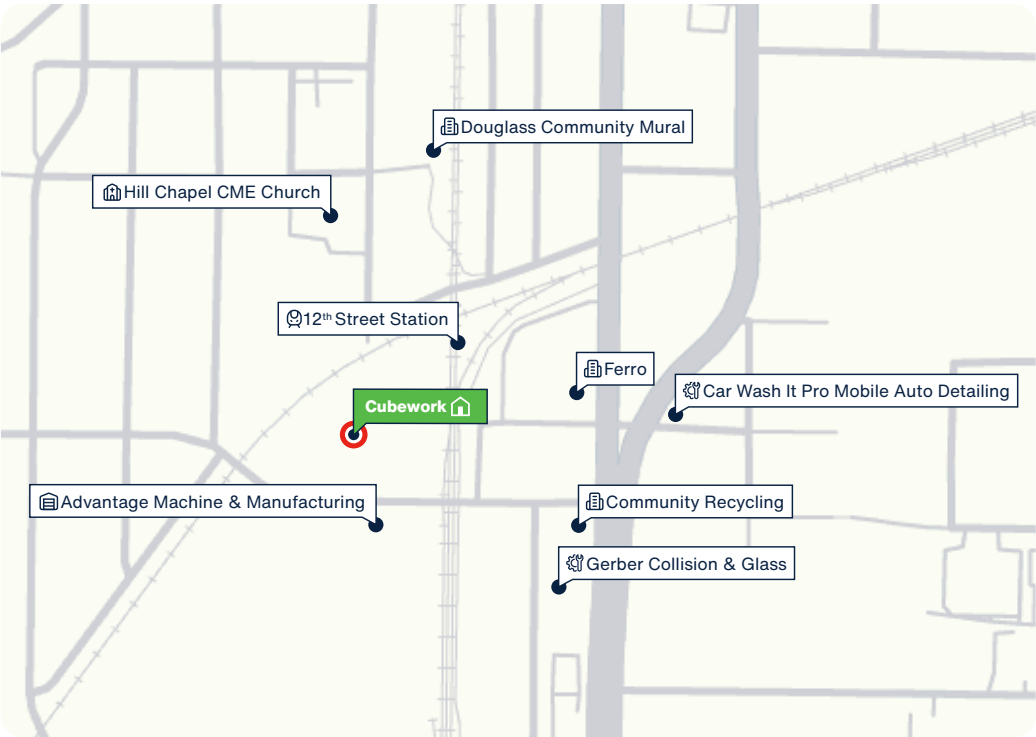 Douglass Community Mural
Hill Chapel CME Church
12th Street Station
Ferro
Car Wash It Pro Mobile Auto Detailing
Cubework
Advantage Machine & Manufacturing
Community Recycling
Gerber Collision & Glass